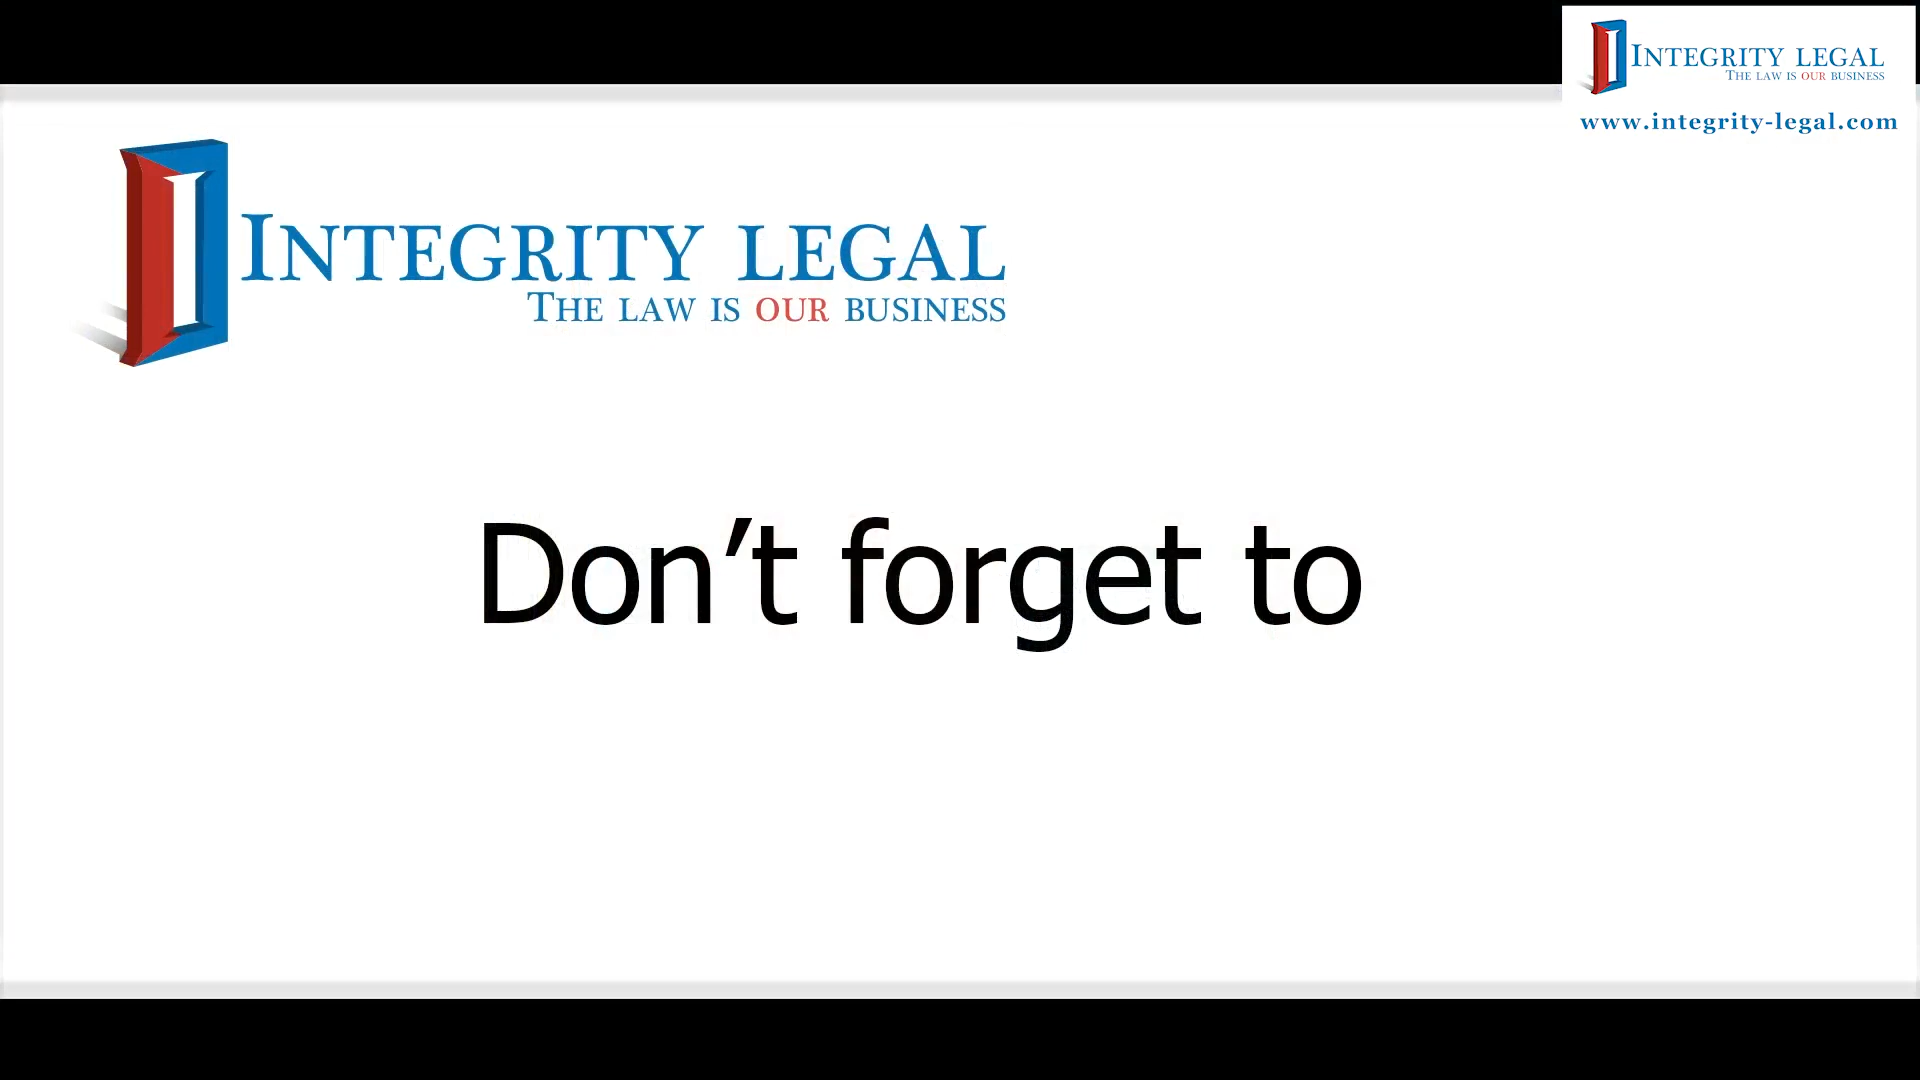 INTEGRITY LEGAL
THE LAW IS OUR BUSINESS
www.integrity-legal.com
INTEGRITY LEGAL
THE LAW IS OUR BUSINESS
Don’t forget to